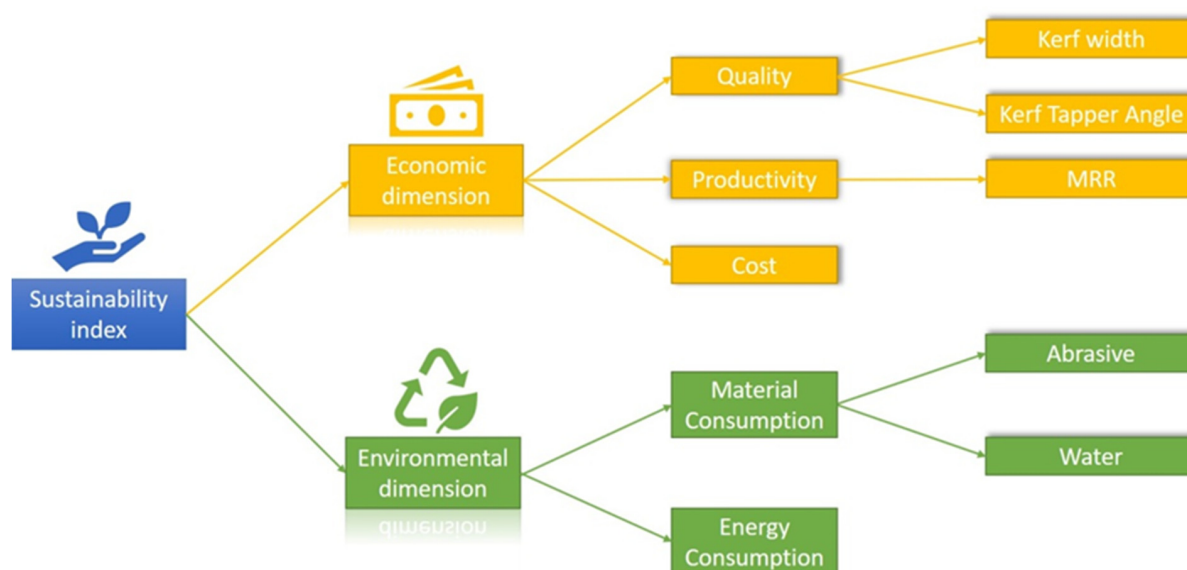 Kerf width
Quality
Kerf Tapper Angle
Economic
dimension
Productivity
MRR
Cost
Sustainability
index
Abrasive
Material
Consumption
Environmental
dimension
Water
Energy
Consumption